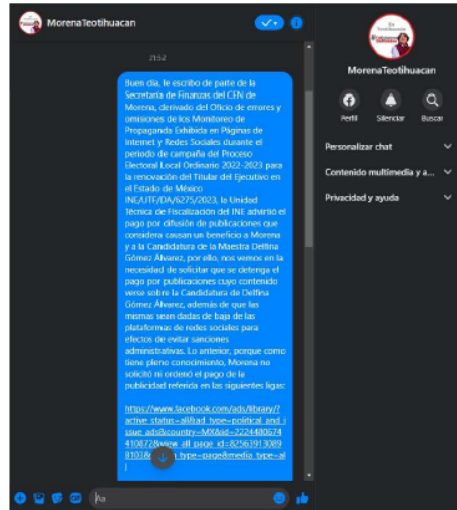 MorenaTeotihuacan
21:52
Buen día, le escribo de parte de la
Secretaria de Finanzas del CEN de
Morena, derivado del Oficio de errores y
omisiones de los Monitoreo de
Propaganda Exhibida en Páginas de
Internet y Redes Sociales durante el
periodo de campaña del Proceso
Electoral Local Ordinario 2022-2023 para
la renovación del Titular del Ejecutivo en
el Estado de México
INE/UTF/DA/6275/2023, la Unidad
Técnica de Fiscalización del INE advirtió el
pago por difusión de publicaciones que
considera causan un beneficio a Morena
y a la Candidatura de la Maestra Delfina
Gómez Álvarez, por ello, nos vemos en la
necesidad de solicitar que se detenga el
pago por publicaciones cuyo contenido
verse sobre la Candidatura de Delfina
Gómez Álvarez, además de que las
mismas sean dadas de baja de las
plataformas de redes sociales para
efectos de evitar sanciones
administrativas. Lo anterior, porque como
tiene pleno conocimiento, Morena no
solicitó ni ordenó el pago de la
publicidad referida en las siguientes ligas:
https://www.facebook.com/ads/library/?
active_status=all&ad_type=political_and_i
ssue_ads&country=MX&id=2224480674
410872&view_all_page_id=82563913089
8103& type=page&media_type=al
l
Aa
MorenaTeotihuacan
Perfil
Silenciar
Buscar
Personalizar chat
Contenido multimedia y a...
Privacidad y ayuda